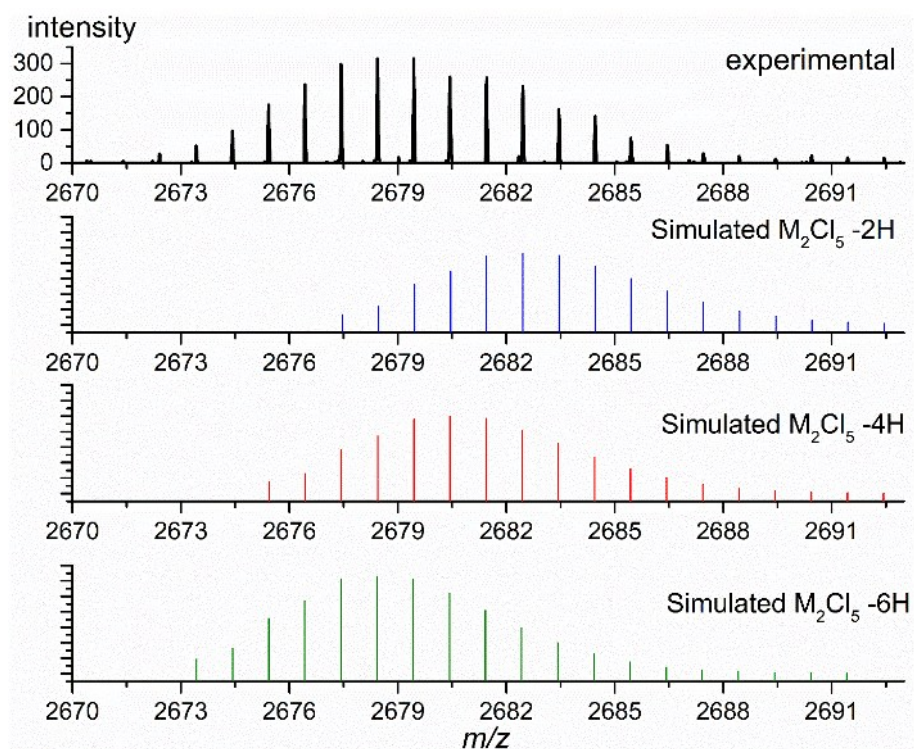 intensity
experimental
300
200
100
0
2670 2673 2676 2679 2682 2685 2688 2691
Simulated M₂Cl₅ -2H
2670 2673 2676 2679 2682 2685 2688 2691
Simulated M₂Cl₅ -4H
2670 2673 2676 2679 2682 2685 2688 2691
Simulated M₂Cl₅ -6H
2670 2673 2676 2679 2682 2685 2688 2691
m/z